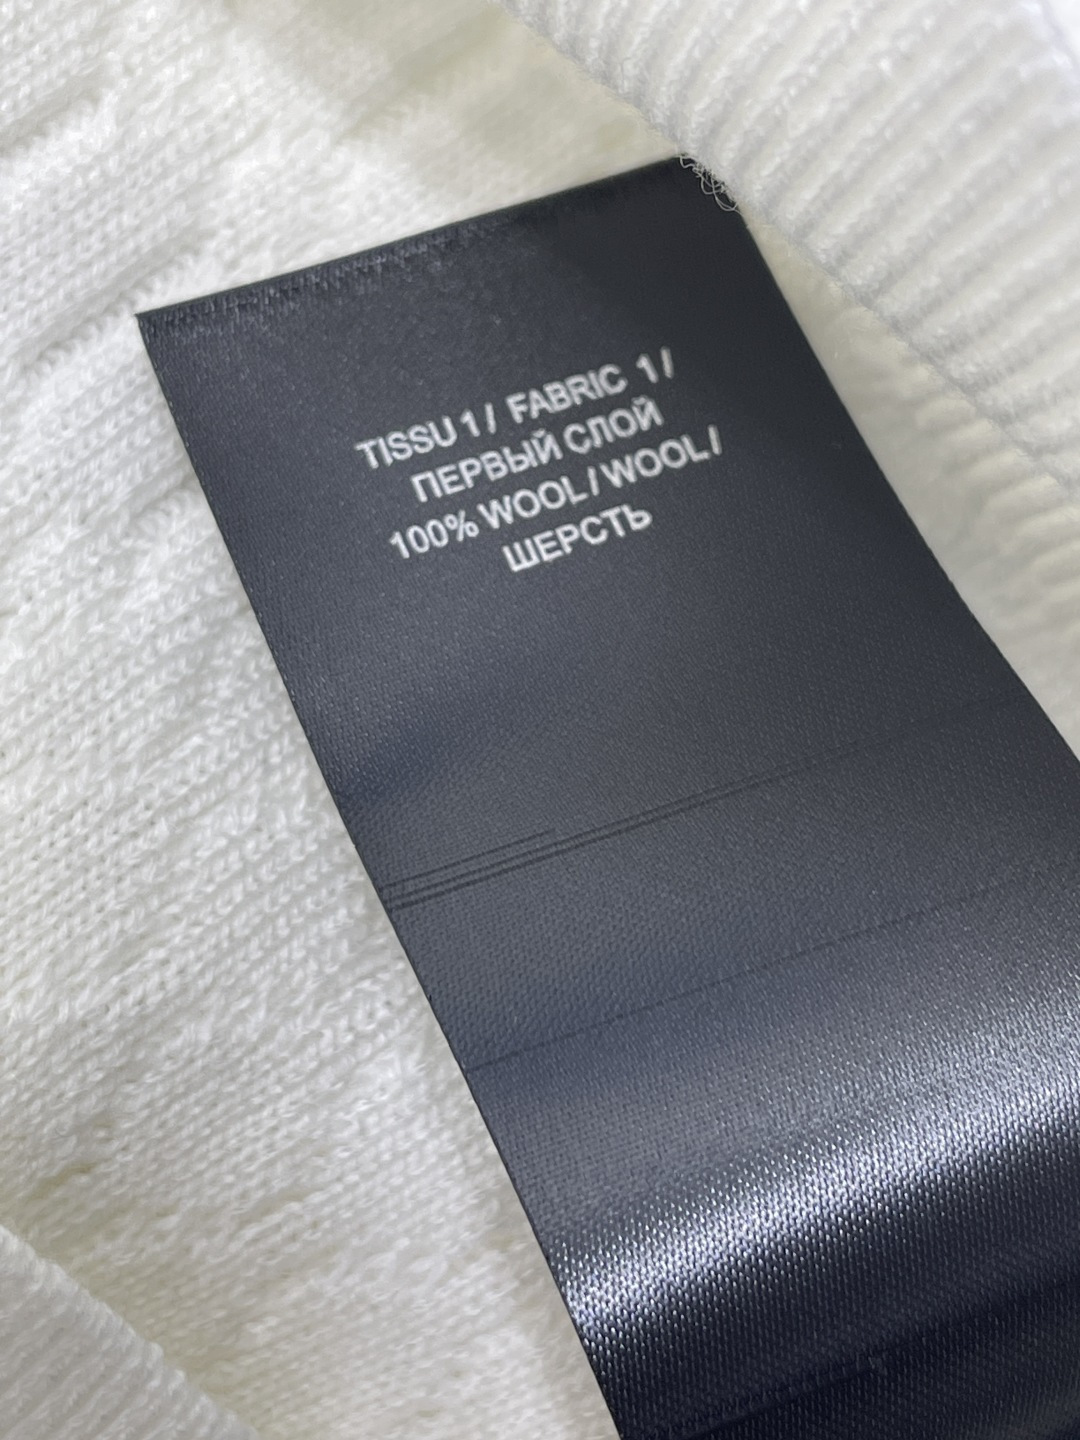 TISSU 1 / FABRIC 1 /
ПЕРВЫЙ СЛОЙ
100% WOOL / WOOL /
ШЕРСТЬ